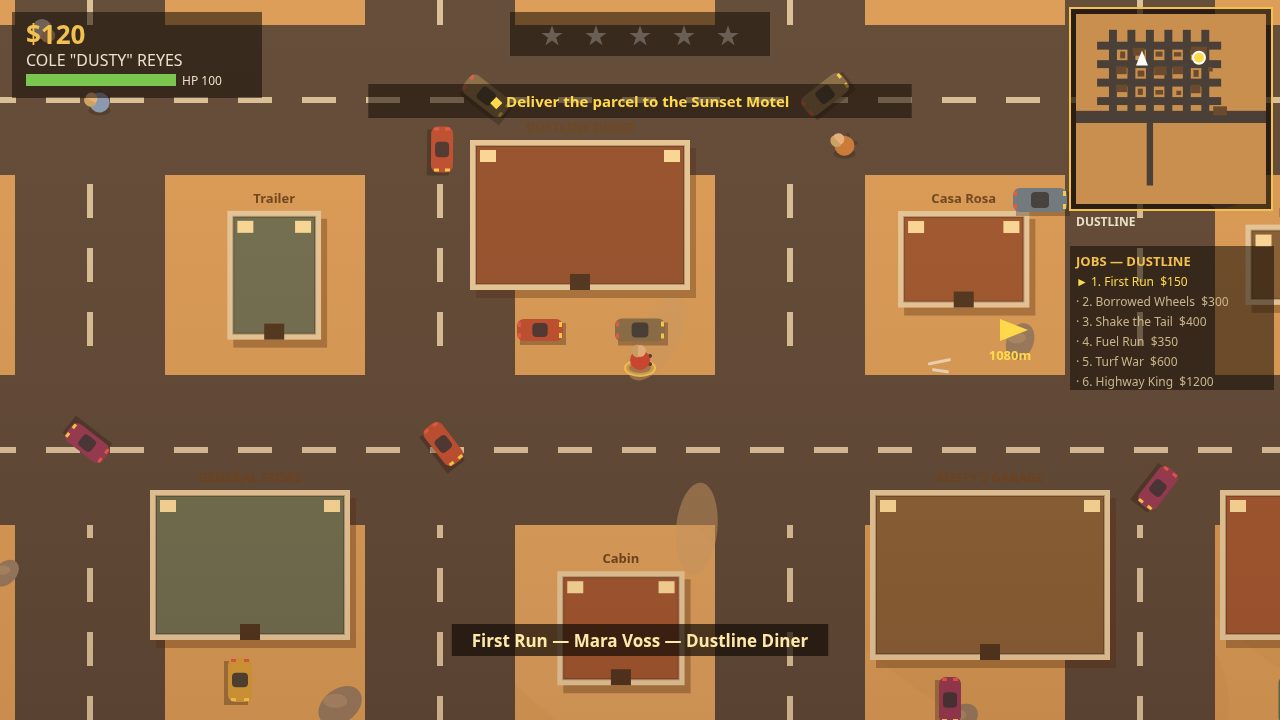 $120
COLE "DUSTY" REYES
HP 100
◆ Deliver the parcel to the Sunset Motel
Trailer
Casa Rosa
DUSTLINE
JOBS — DUSTLINE
► 1. First Run $150
· 2. Borrowed Wheels $300
· 3. Shake the Tail $400
· 4. Fuel Run $350
· 5. Turf War $600
· 6. Highway King $1200
1080m
GENERAL STORE
Cabin
First Run — Mara Voss — Dustline Diner